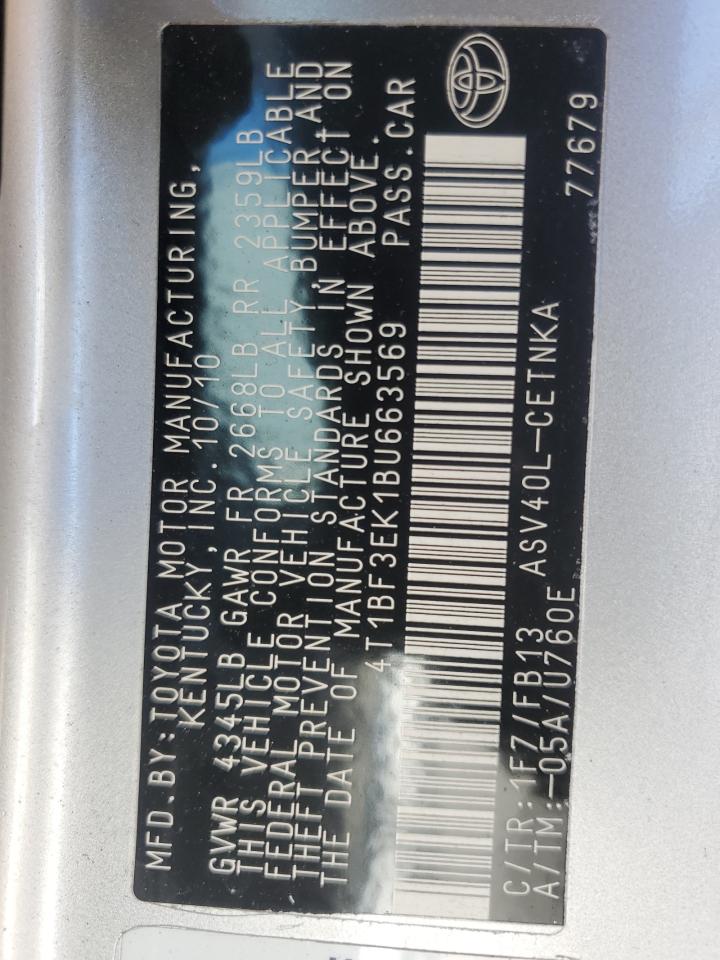 MFD.BY:TOYOTA MOTOR MANUFACTURING,
KENTUCKY,INC.10/10
GVWR 4345LB GAWR FR 2668LB RR 2359LB
THIS VEHICLE CONFORMS TO ALL APPLICABLE
FEDERAL MOTOR VEHICLE SAFETY BUMPER AND
THEFT PREVENTION STANDARDS IN EFFECT ON
THE DATE OF MANUFACTURE SHOWN ABOVE.
4T1BF3EK1BU663569 PASS.CAR
C/TR:1F7/FB13 ASV40L-CETNKA
A/TM:-05A/U760E 77679